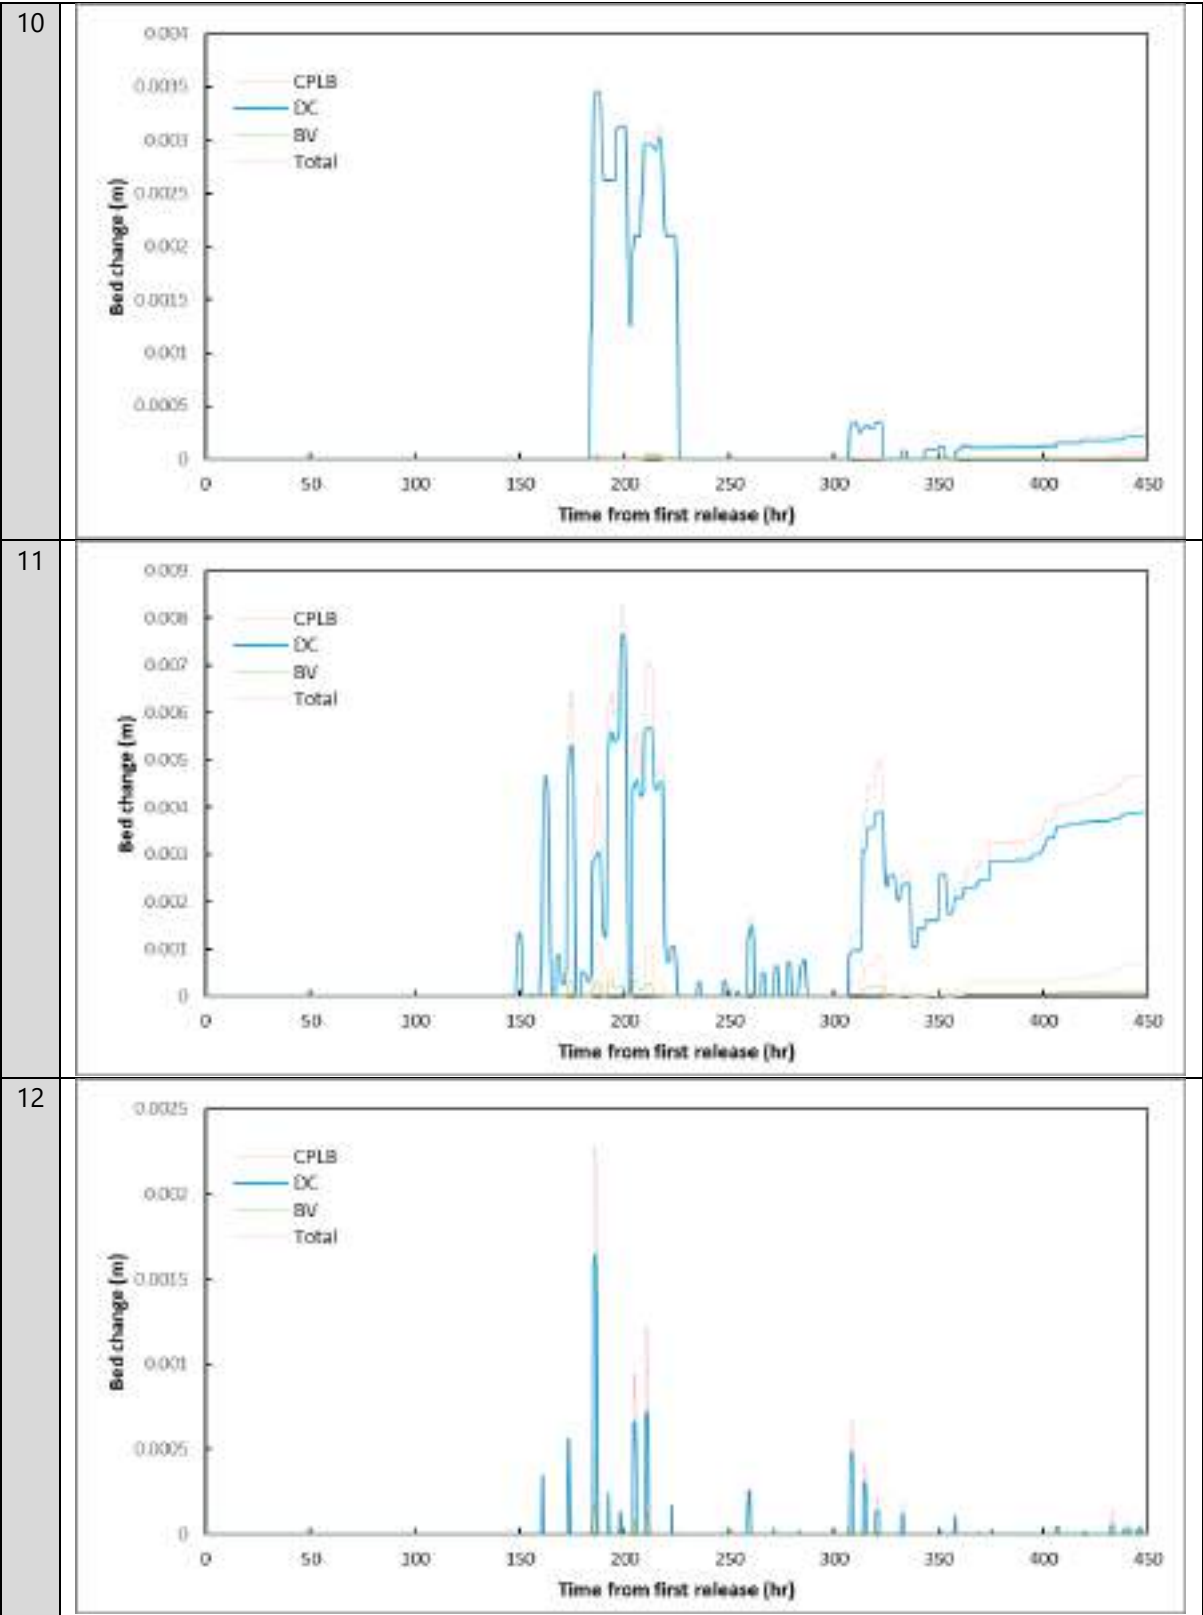 10
0.004
0.0035
0.003
0.0025
0.002
0.0015
0.001
0.0005
0
CPLB
DC
BV
Total
Bed change (m)
0 50 100 150 200 250 300 350 400 450
Time from first release (hr)
11
0.009
0.008
0.007
0.006
0.005
0.004
0.003
0.002
0.001
0
CPLB
DC
BV
Total
Bed change (m)
0 50 100 150 200 250 300 350 400 450
Time from first release (hr)
12
0.0025
0.002
0.0015
0.001
0.0005
0
CPLB
DC
BV
Total
Bed change (m)
0 50 100 150 200 250 300 350 400 450
Time from first release (hr)